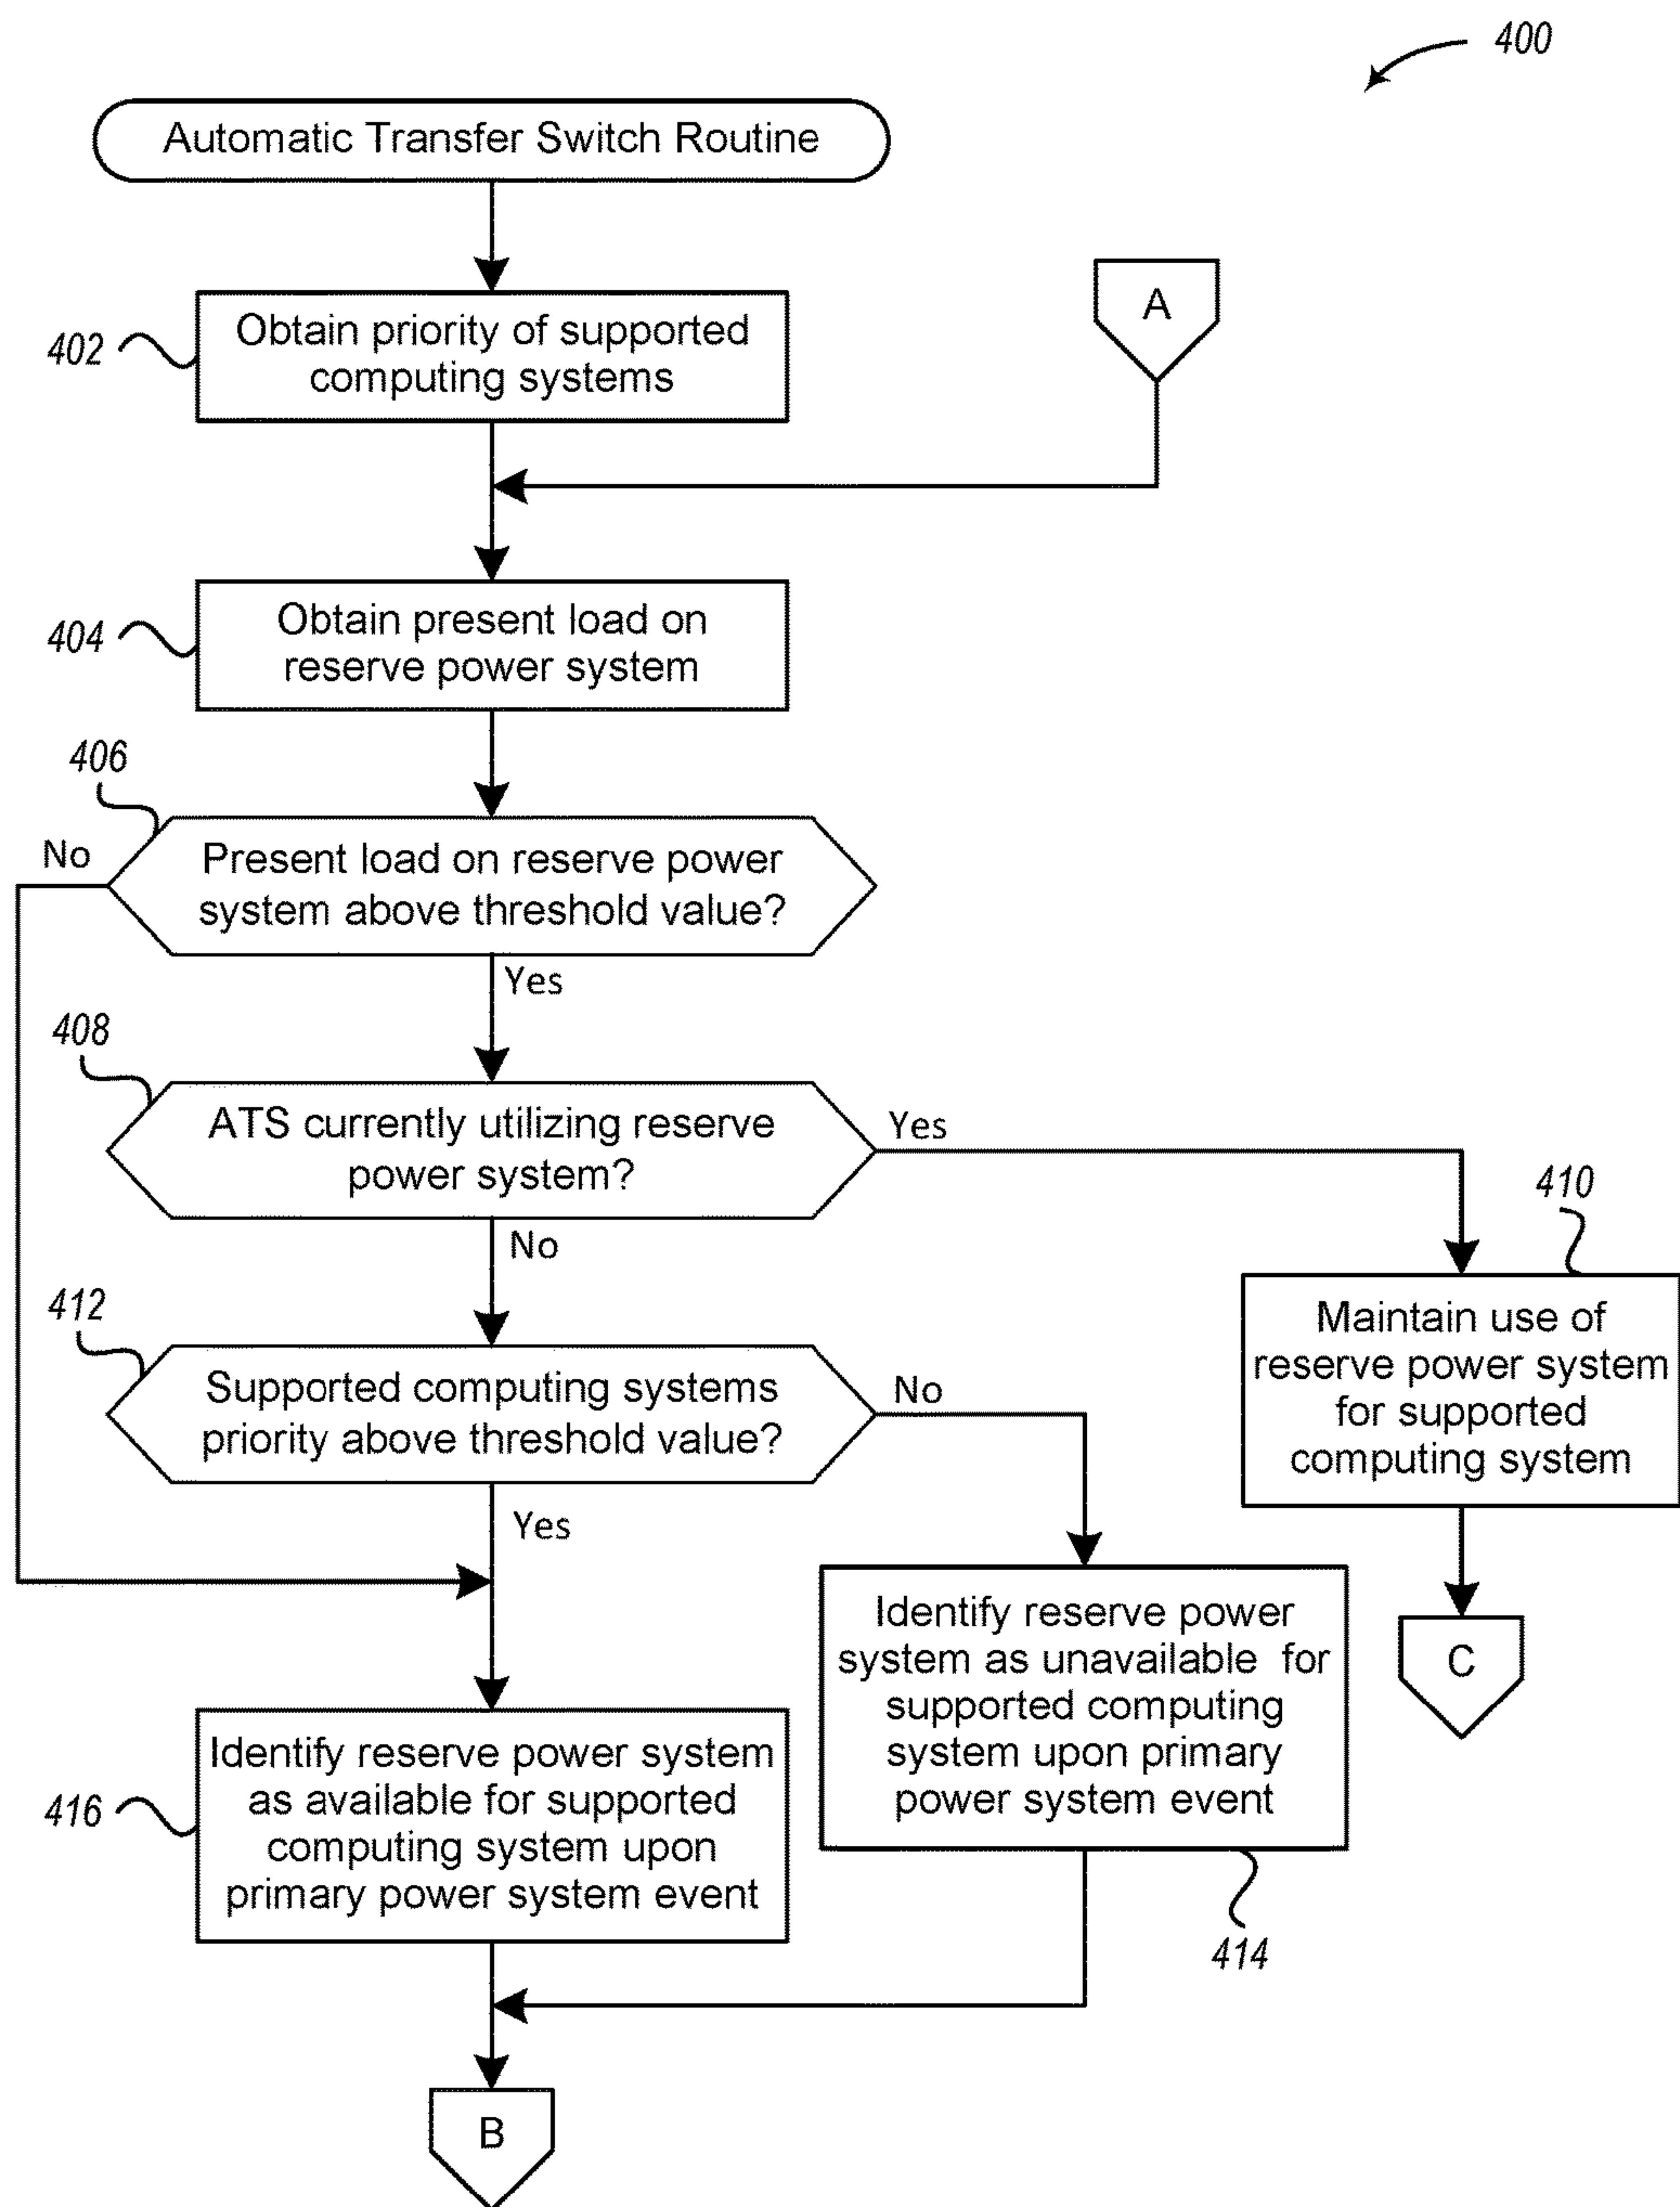 400
Automatic Transfer Switch Routine
A
402
Obtain priority of supported
computing systems
404
Obtain present load on
reserve power system
406
No
Present load on reserve power
system above threshold value?
Yes
408
ATS currently utilizing reserve
power system?
Yes
No
410
Maintain use of
reserve power system
for supported
computing system
C
412
Supported computing systems
priority above threshold value?
No
Yes
Identify reserve power
system as unavailable for
supported computing
system upon primary
power system event
414
416
Identify reserve power system
as available for supported
computing system upon
primary power system event
B